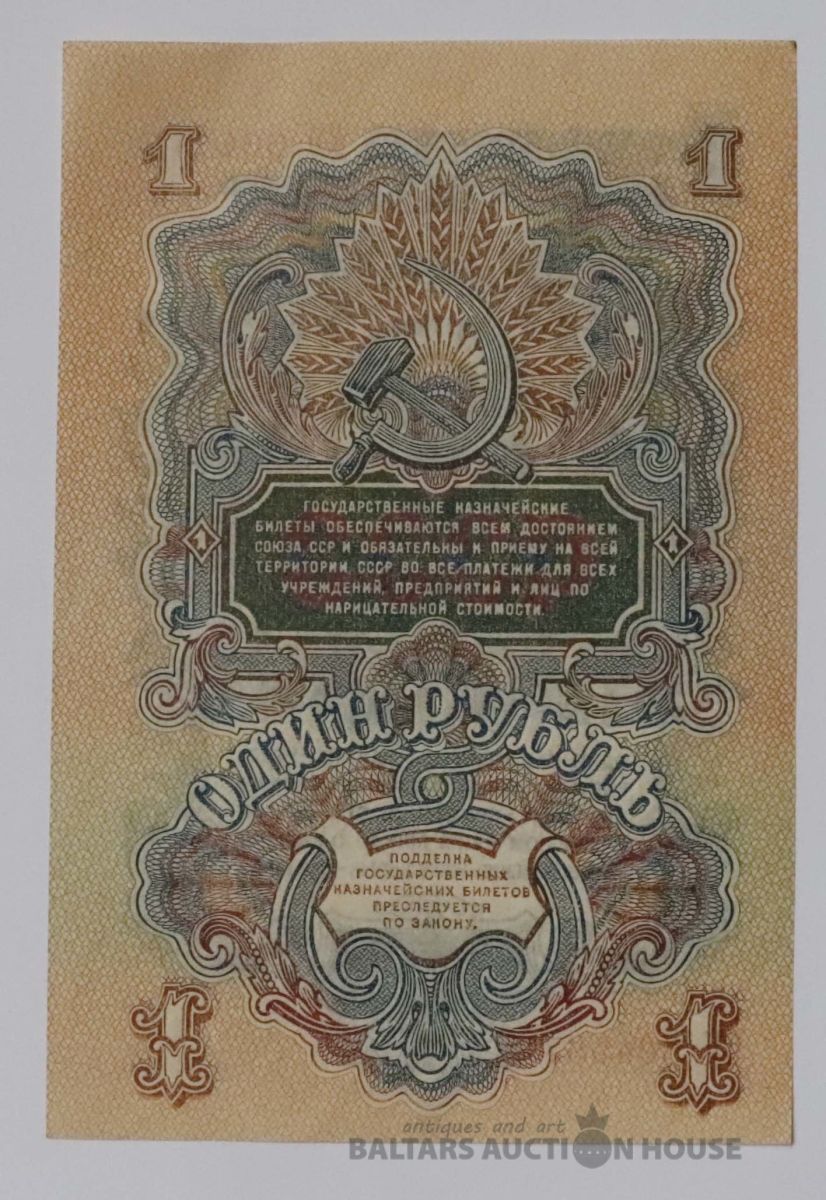 1 1
ГОСУДАРСТВЕННЫЕ КАЗНАЧЕЙСКИЕ
БИЛЕТЫ ОБЕСПЕЧИВАЮТСЯ ВСЕМ ДОСТОЯНИЕМ
СОЮЗА ССР И ОБЯЗАТЕЛЬНЫ К ПРИЕМУ НА ВСЕЙ
ТЕРРИТОРИИ СССР ВО ВСЕ ПЛАТЕЖИ ДЛЯ ВСЕХ
УЧРЕЖДЕНИЙ, ПРЕДПРИЯТИЙ И ЛИЦ ПО
НАРИЦАТЕЛЬНОЙ СТОИМОСТИ.
1 1
ОДИН РУБЛЬ
ПОДДЕЛКА
ГОСУДАРСТВЕННЫХ
КАЗНАЧЕЙСКИХ БИЛЕТОВ
ПРЕСЛЕДУЕТСЯ
ПО ЗАКОНУ.
1 1
antiques and art
BALTARS AUCTION HOUSE